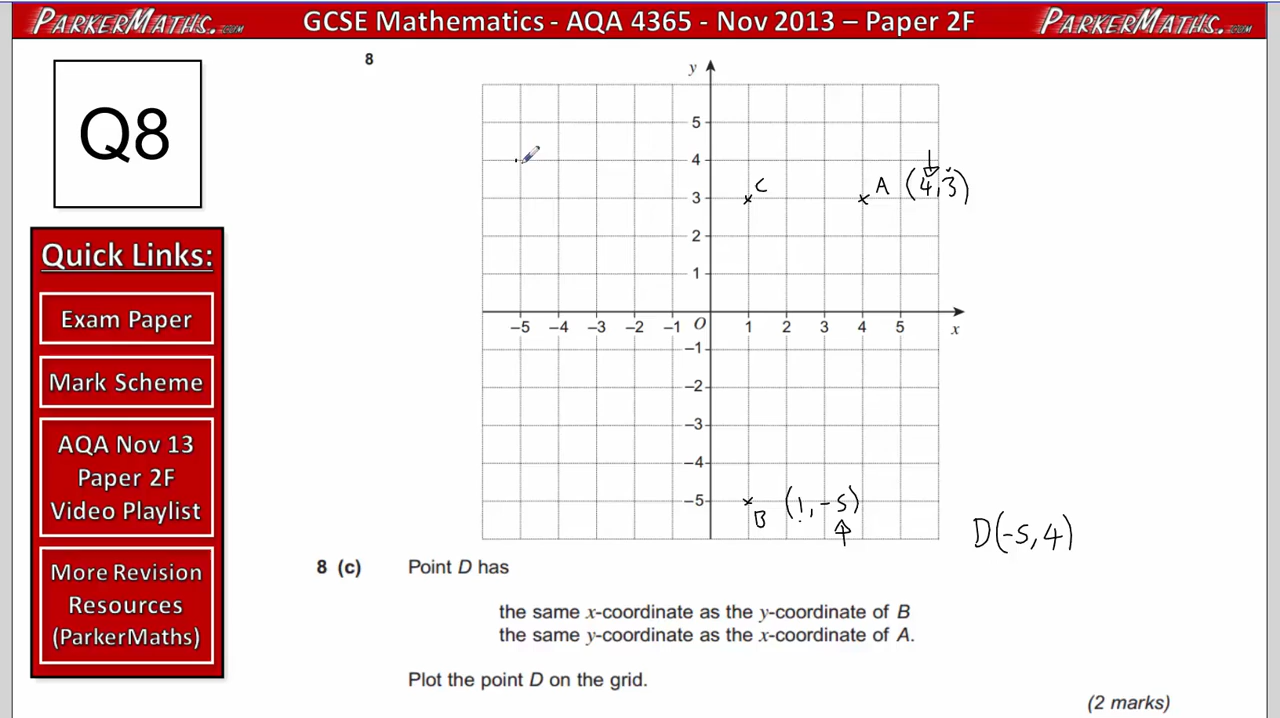 PARKERMATHS.COM
GCSE Mathematics - AQA 4365 - Nov 2013 – Paper 2F
PARKERMATHS.COM
Q8
Quick Links:
Exam Paper
Mark Scheme
AQA Nov 13
Paper 2F
Video Playlist
More Revision
Resources
(ParkerMaths)
8
y
5
4
3
2
1
–5 –4 –3 –2 –1 O 1 2 3 4 5 x
–1
–2
–3
–4
–5
C
A (4,3)
B (1,-5)
D(-5,4)
8 (c) Point D has
the same x-coordinate as the y-coordinate of B
the same y-coordinate as the x-coordinate of A.
Plot the point D on the grid.
(2 marks)